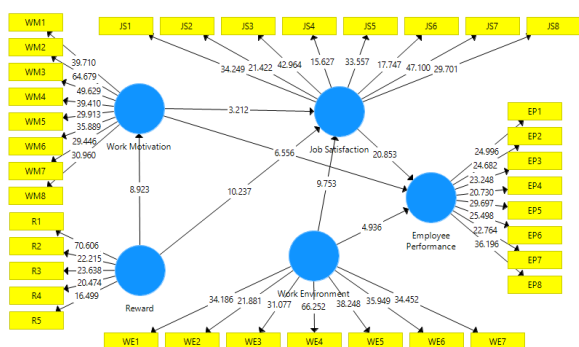 JS1 JS2 JS3 JS4 JS5 JS6 JS7 JS8
WM1
WM2
WM3
WM4
WM5
WM6
WM7
WM8
39.710
64.679
49.629
39.410
29.913
35.889
29.446
30.960
Work Motivation
34.249 21.422 42.964 15.627 33.557 17.747 47.100 29.701
Job Satisfaction
3.212
6.556
20.853
10.237
9.753
8.923
4.936
EP1
EP2
EP3
EP4
EP5
EP6
EP7
EP8
24.996
24.682
23.248
20.730
29.697
25.498
22.764
36.196
Employee
Performance
R1
R2
R3
R4
R5
70.606
22.215
23.638
20.474
16.499
Reward
Work Environment
34.186 21.881 31.077 66.252 38.248 35.949 34.452
WE1 WE2 WE3 WE4 WE5 WE6 WE7